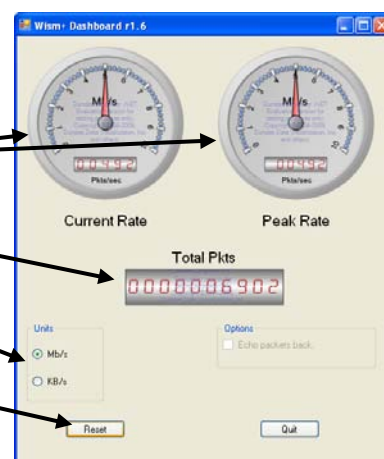 Wism+ Dashboard r1.6
Mb/s Mb/s
00492 00492
Pkts/sec Pkts/sec
Current Rate Peak Rate
Total Pkts
0000006902
Units Options
Mb/s Echo packets back.
KB/s
Reset Quit